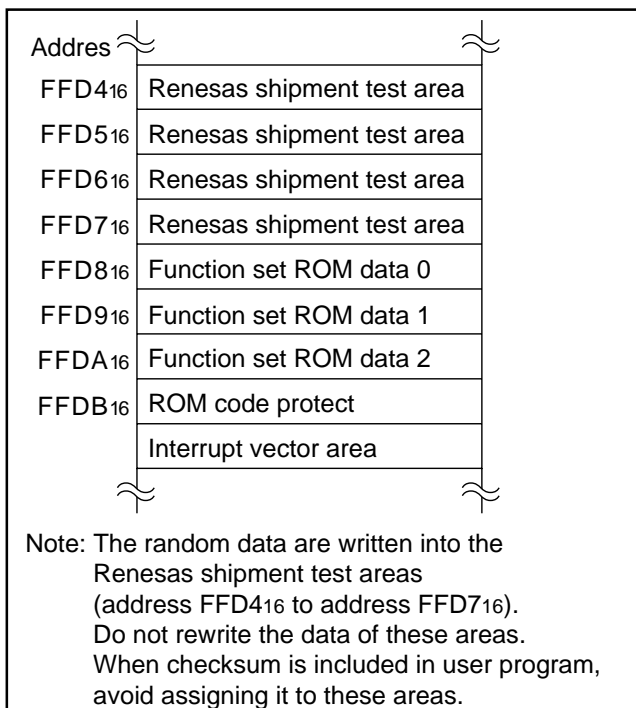 Addres
FFD416 Renesas shipment test area
FFD516 Renesas shipment test area
FFD616 Renesas shipment test area
FFD716 Renesas shipment test area
FFD816 Function set ROM data 0
FFD916 Function set ROM data 1
FFDA16 Function set ROM data 2
FFDB16 ROM code protect
Interrupt vector area
Note: The random data are written into the
Renesas shipment test areas
(address FFD416 to address FFD716).
Do not rewrite the data of these areas.
When checksum is included in user program,
avoid assigning it to these areas.